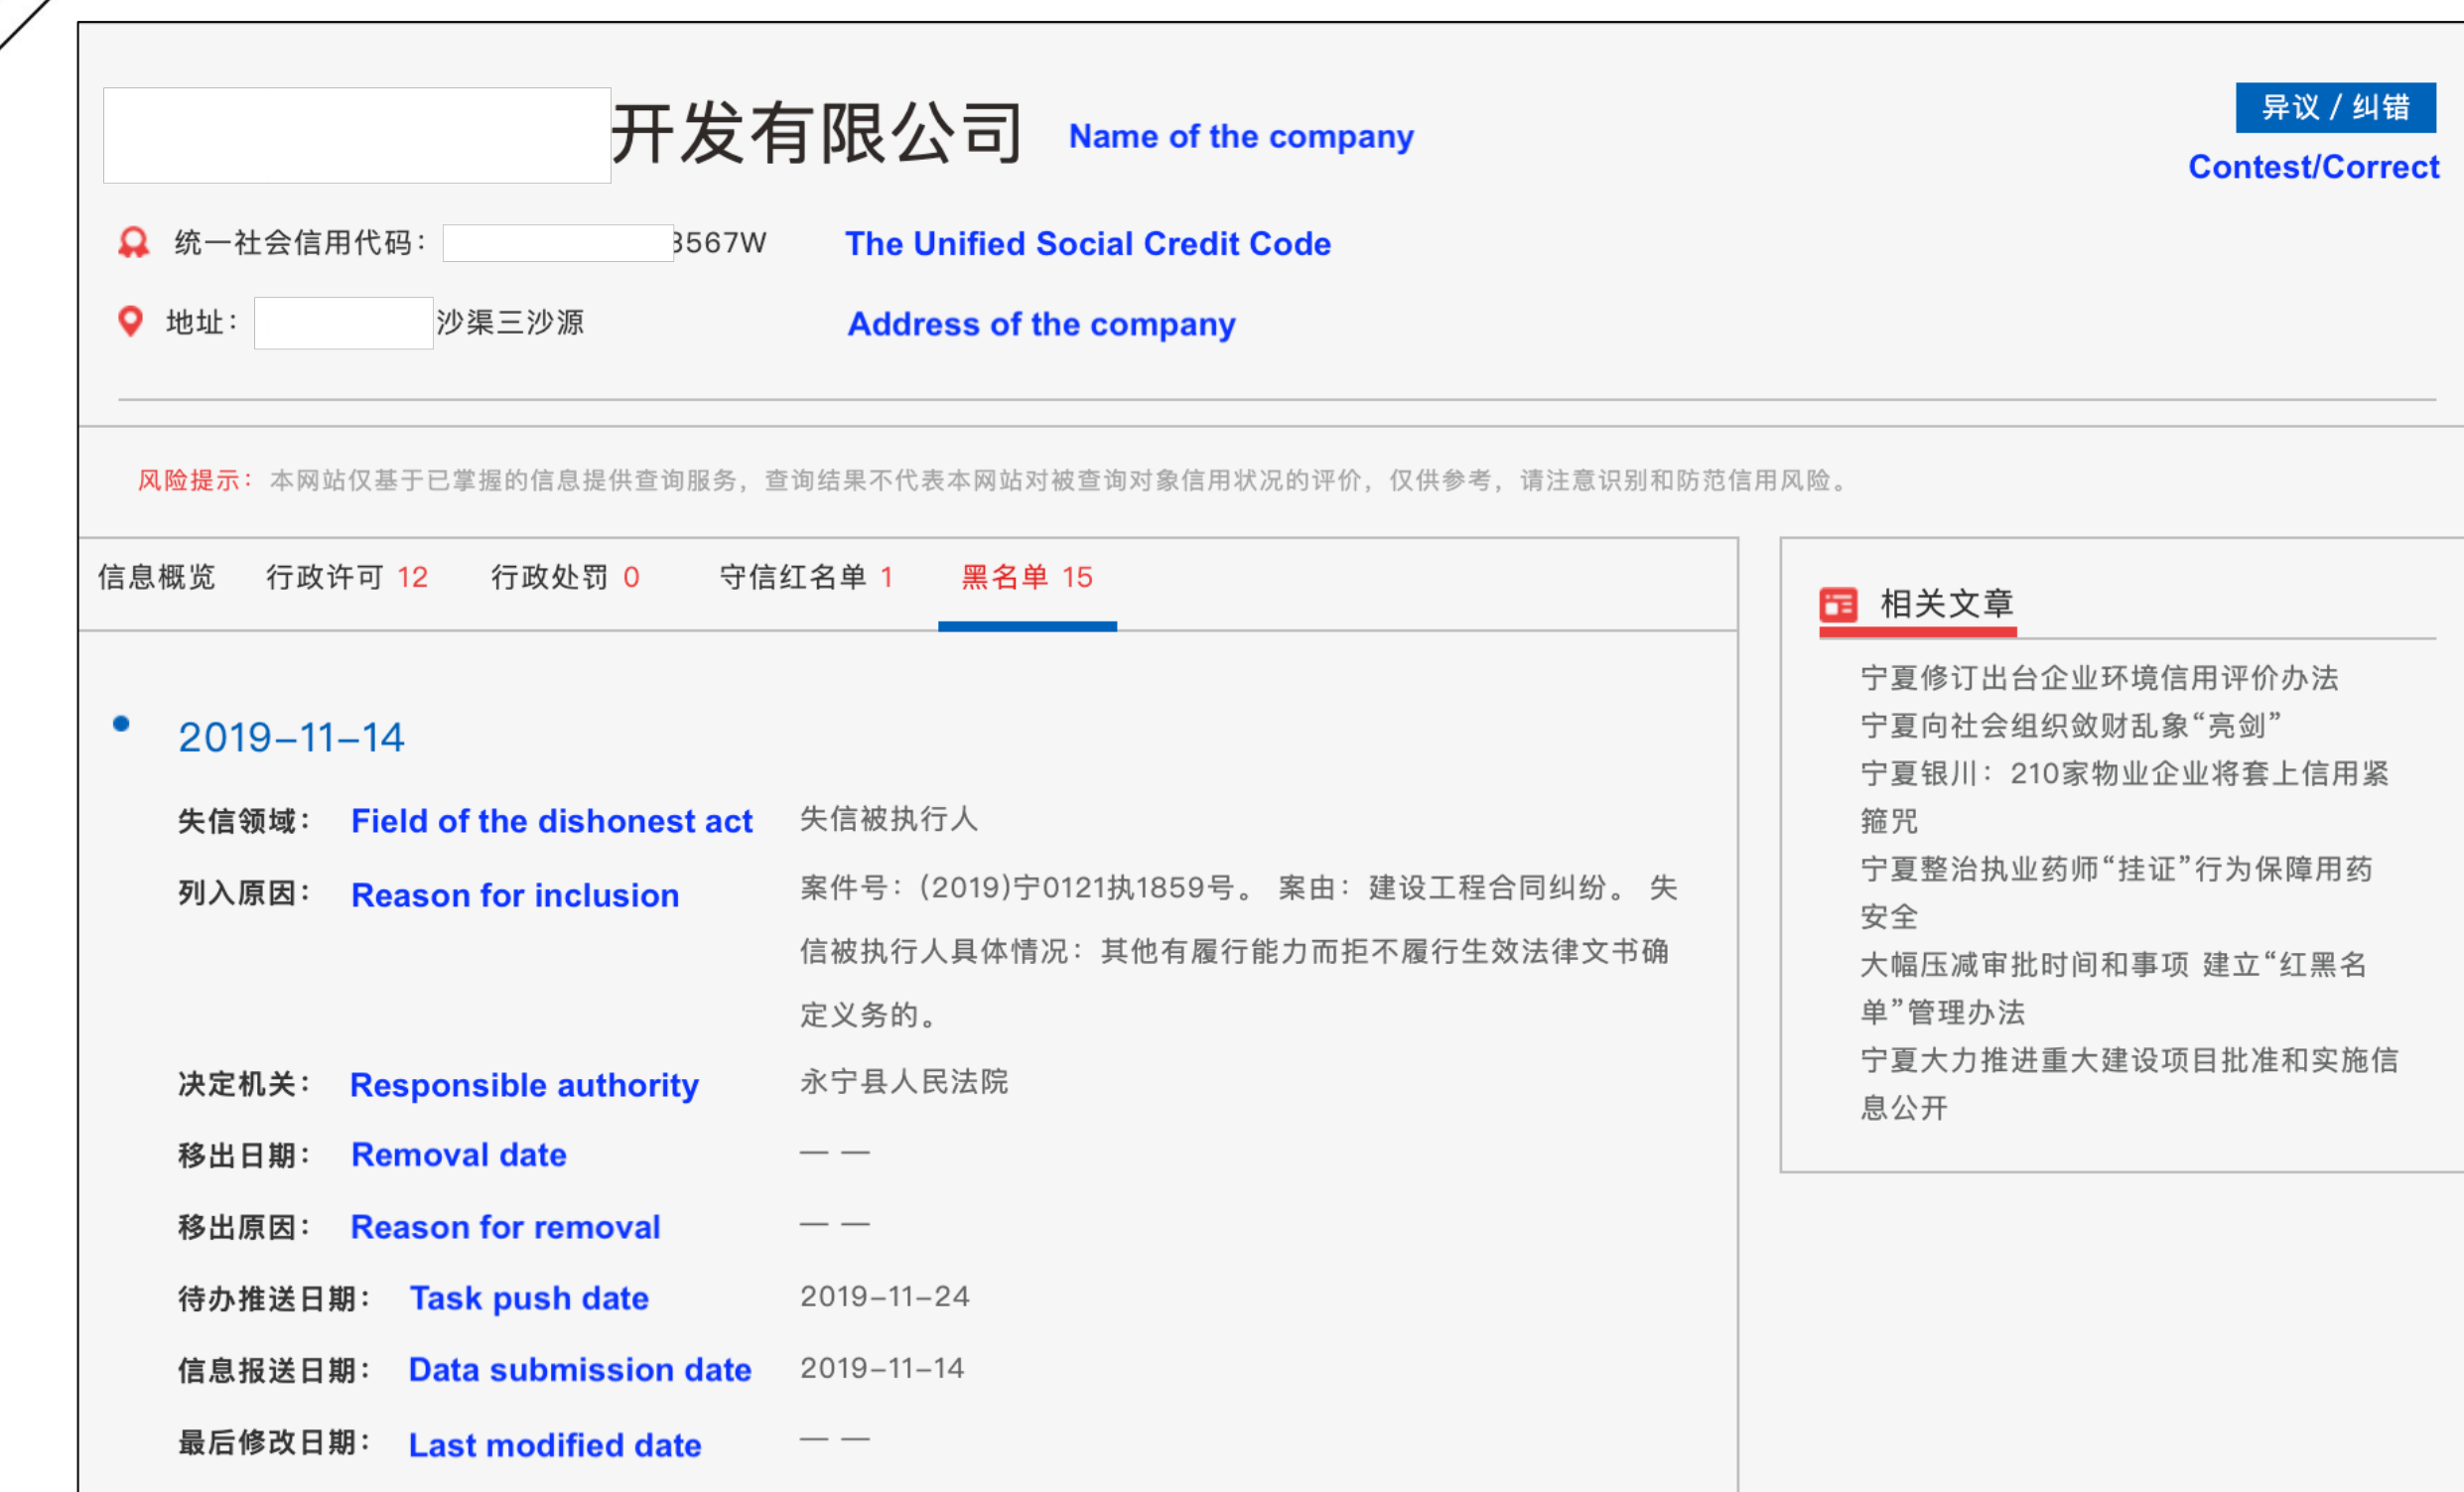 开发有限公司 Name of the company
异议 / 纠错
Contest/Correct
统一社会信用代码： 3567W The Unified Social Credit Code
地址： 沙渠三沙源 Address of the company
风险提示：本网站仅基于已掌握的信息提供查询服务，查询结果不代表本网站对被查询对象信用状况的评价，仅供参考，请注意识别和防范信用风险。
信息概览 行政许可 12 行政处罚 0 守信红名单 1 黑名单 15
2019-11-14
失信领域： Field of the dishonest act 失信被执行人
列入原因： Reason for inclusion 案件号：(2019)宁0121执1859号。 案由：建设工程合同纠纷。 失
信被执行人具体情况：其他有履行能力而拒不履行生效法律文书确
定义务的。
决定机关： Responsible authority 永宁县人民法院
移出日期： Removal date — —
移出原因： Reason for removal — —
待办推送日期： Task push date 2019-11-24
信息报送日期： Data submission date 2019-11-14
最后修改日期： Last modified date — —
相关文章
宁夏修订出台企业环境信用评价办法
宁夏向社会组织敛财乱象“亮剑”
宁夏银川：210家物业企业将套上信用紧
箍咒
宁夏整治执业药师“挂证”行为保障用药
安全
大幅压减审批时间和事项 建立“红黑名
单”管理办法
宁夏大力推进重大建设项目批准和实施信
息公开